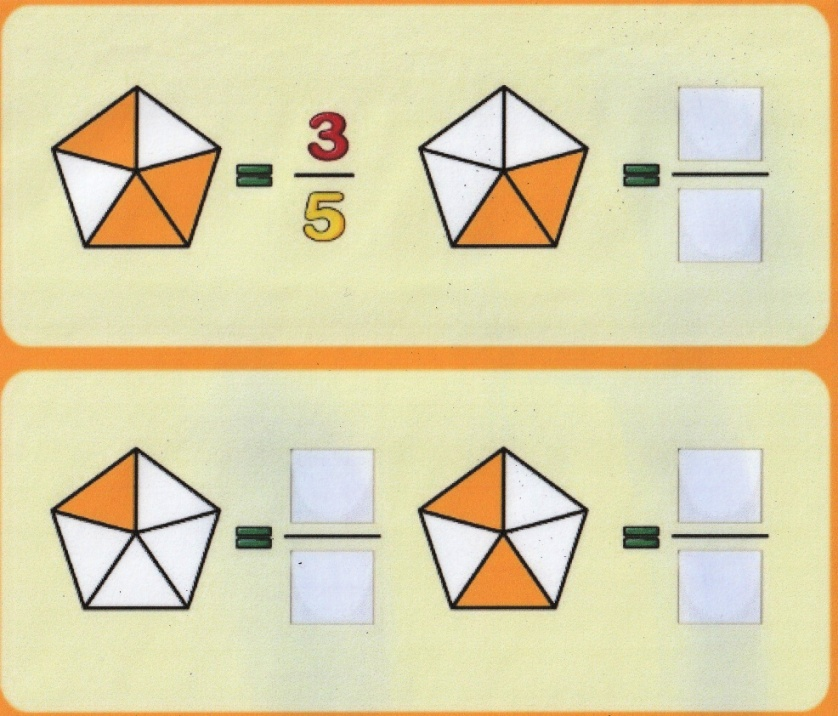 = 3/5 =
= =